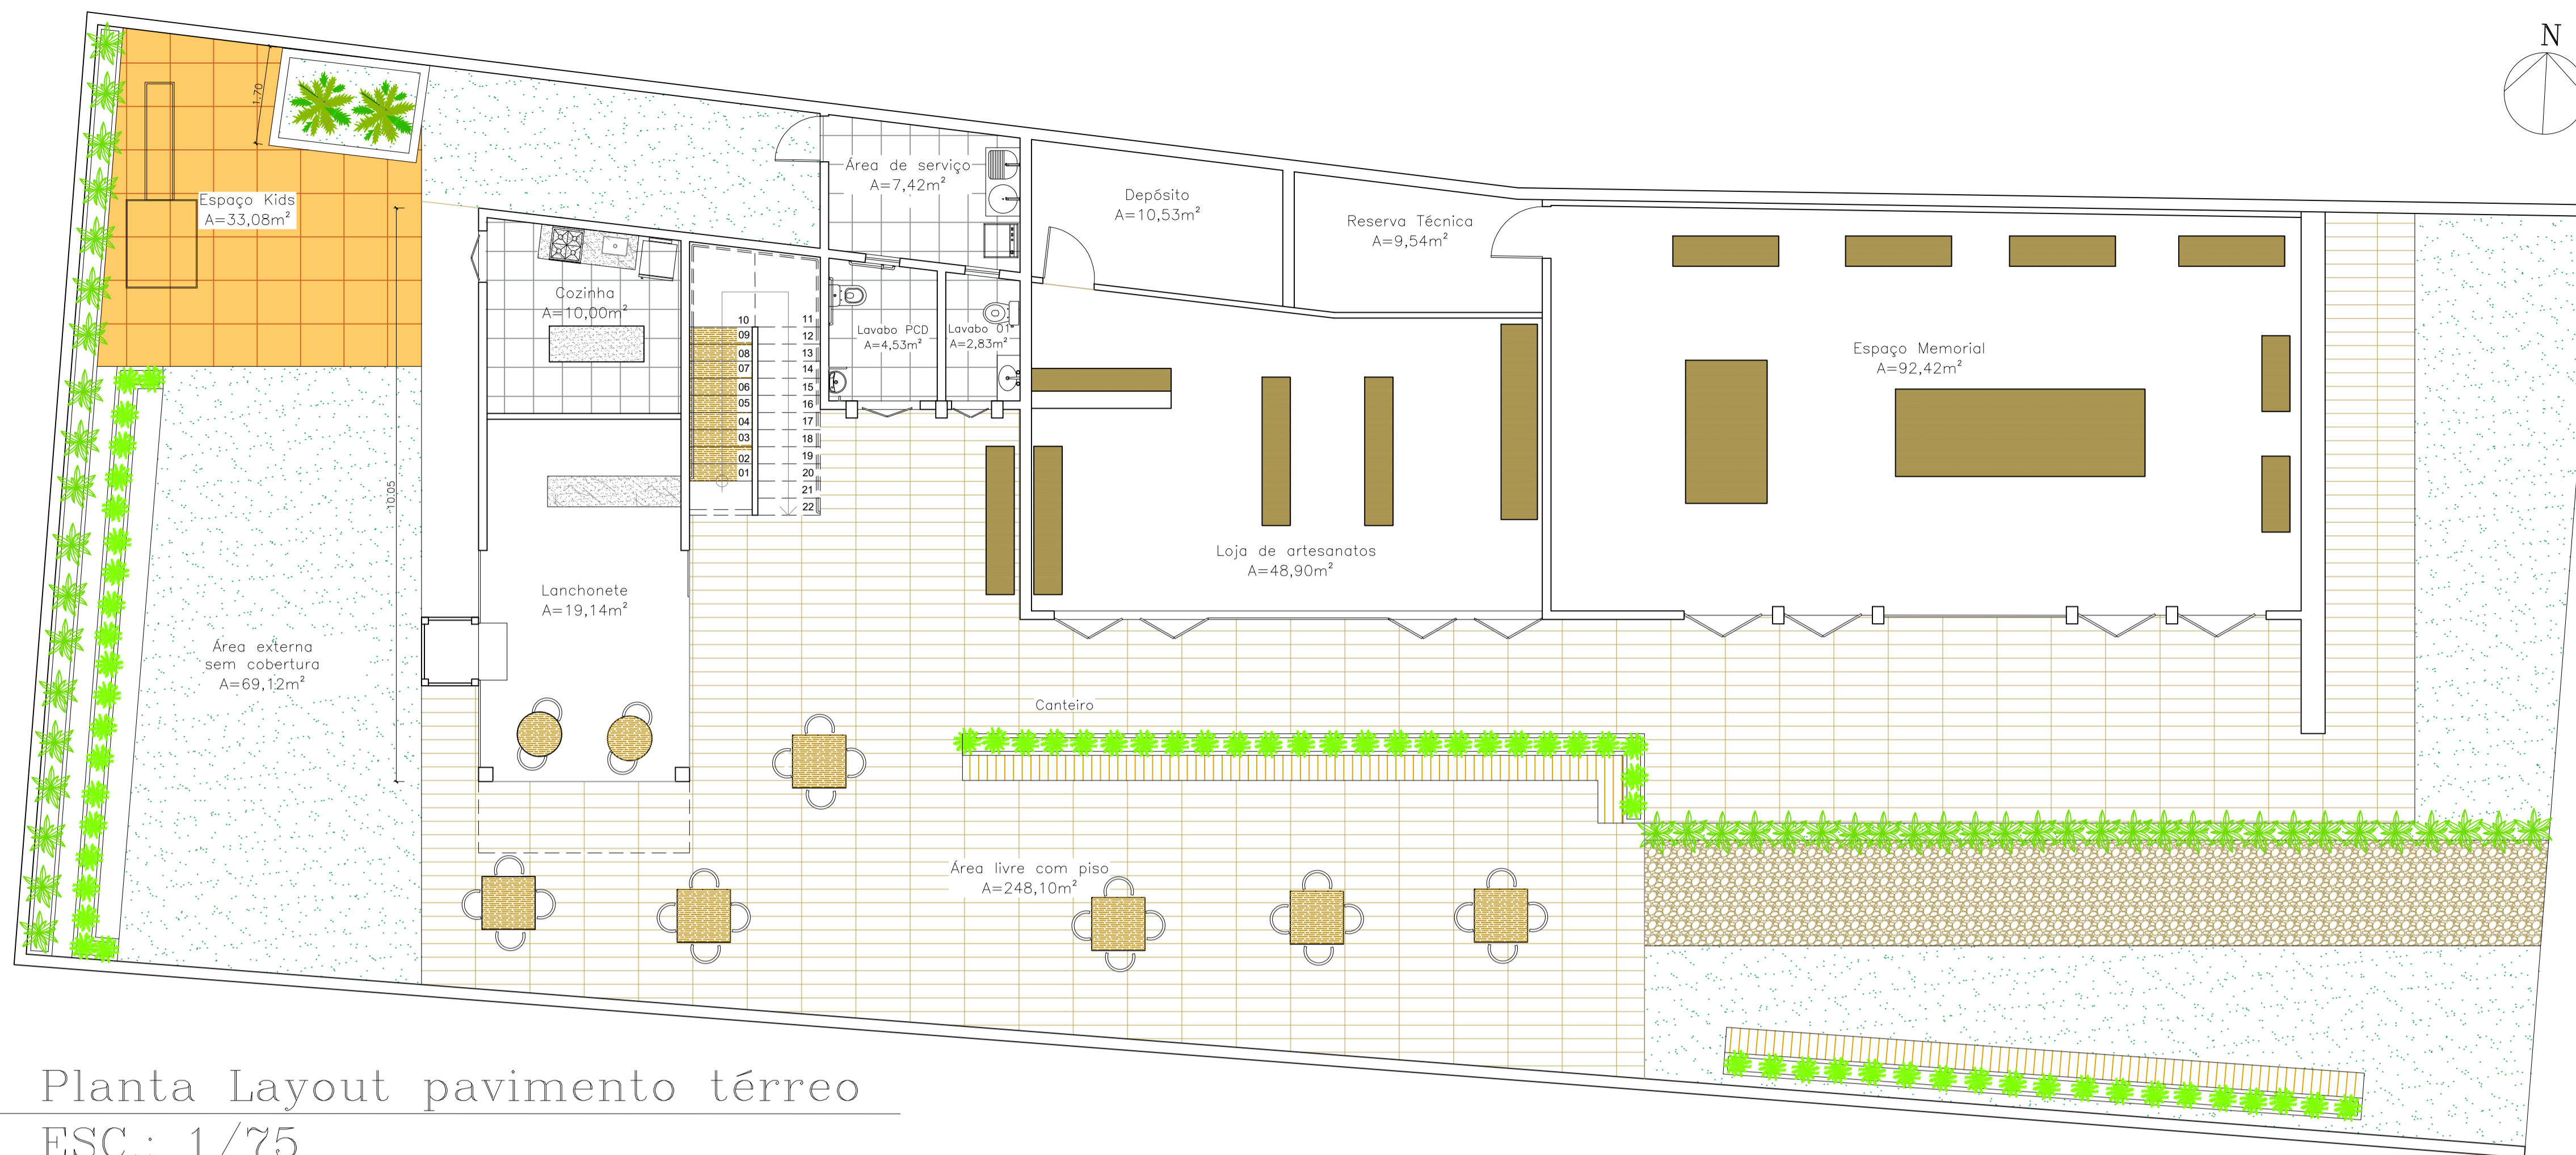 N
1.70
Espaço Kids
A=33,08m²
Área de serviço
A=7,42m²
Depósito
A=10,53m²
Reserva Técnica
A=9,54m²
Cozinha
A=10,00m²
Lavabo PCD
A=4,53m²
Lavabo 01
A=2,83m²
Espaço Memorial
A=92,42m²
10
09
08
07
06
05
04
03
02
01
11
12
13
14
15
16
17
18
19
20
21
22
10.05
Loja de artesanatos
A=48,90m²
Lanchonete
A=19,14m²
Área externa
sem cobertura
A=69,12m²
Canteiro
Área livre com piso
A=248,10m²
Planta Layout pavimento térreo
ESC.: 1/75